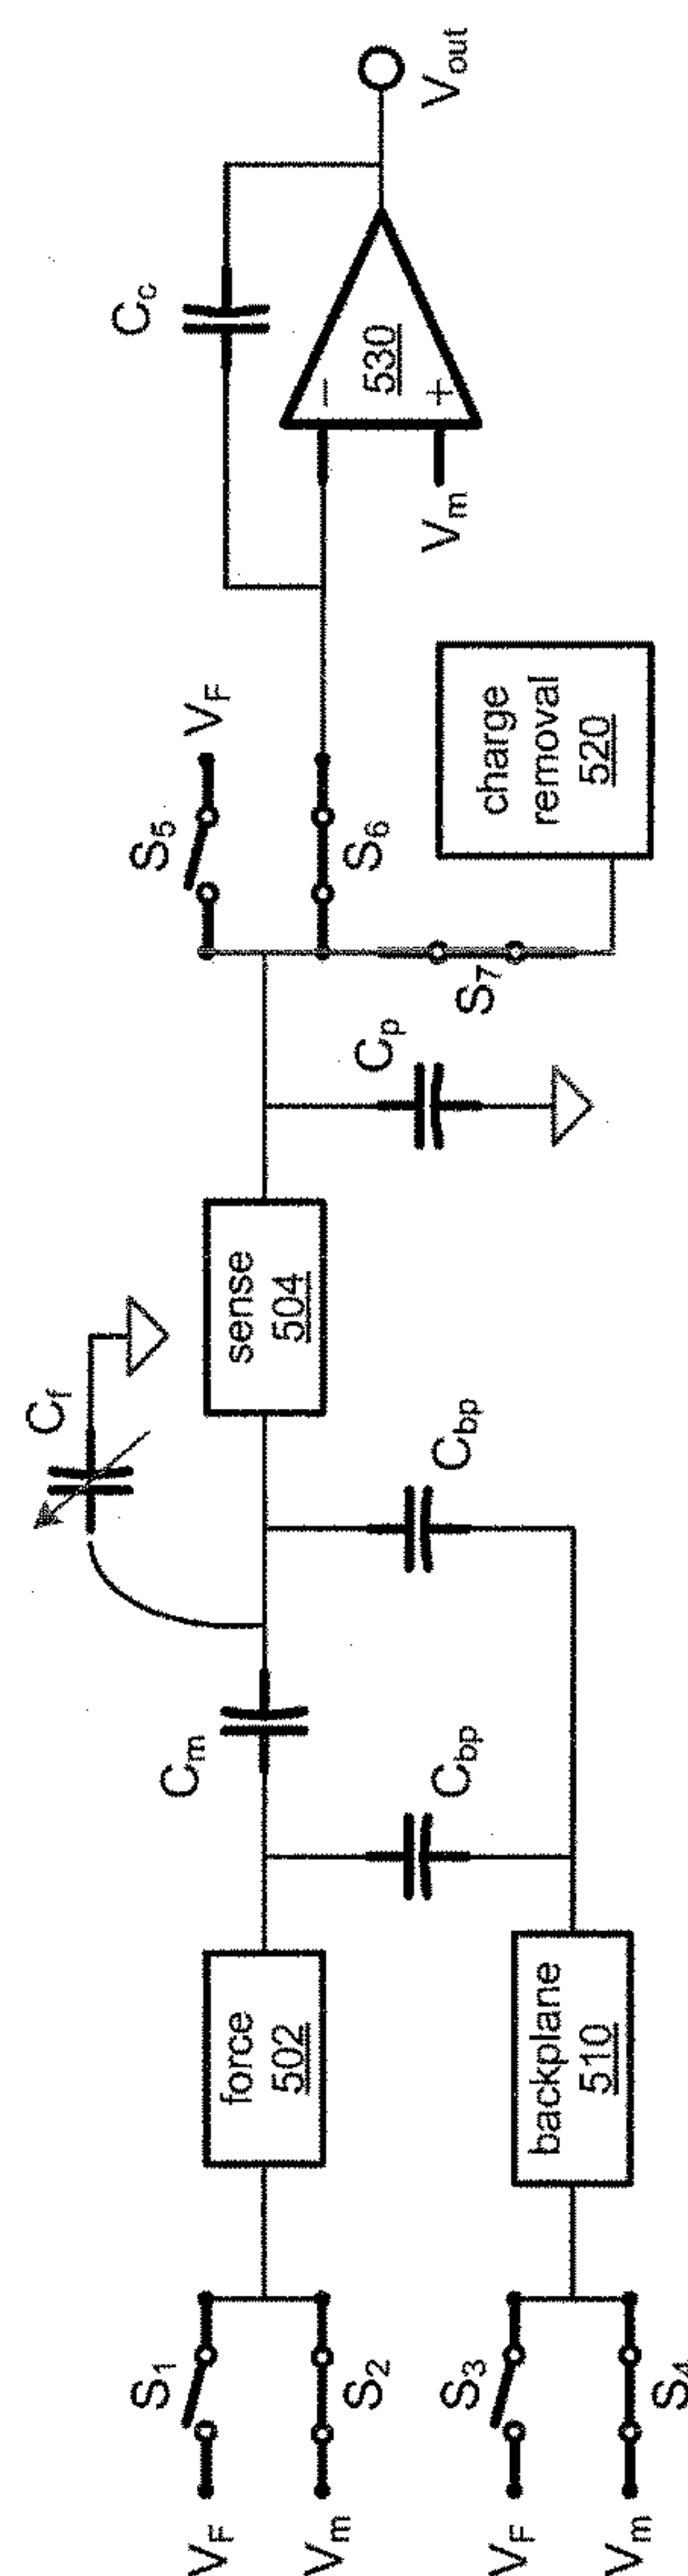 V_F
S_1
V_m
S_2
force
502
C_m
C_f
sense
504
S_5
V_F
S_6
C_c
−
+
530
V_m
V_out
V_F
S_3
V_m
S_4
backplane
510
C_bp
C_bp
C_p
S_7
charge
removal
520